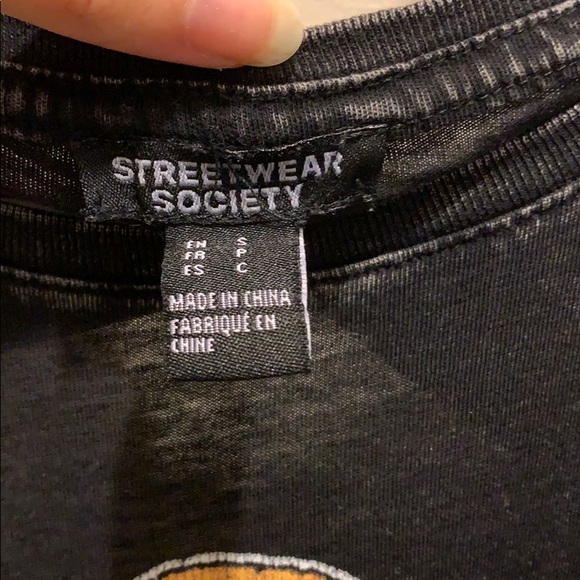 STREETWEAR
SOCIETY
EN S
FR P
ES C
MADE IN CHINA
FABRIQUÉ EN
CHINE